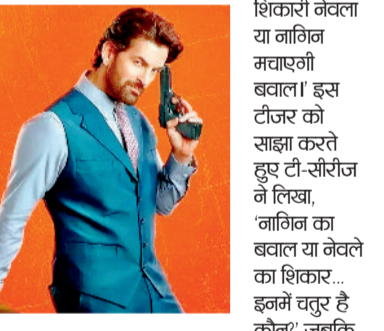 शिकारी नेवला
या नागिन
मचाएगी
बवाल।' इस
टीजर को
साझा करते
हुए टी-सीरीज
ने लिखा,
'नागिन का
बवाल या नेवले
का शिकार...
इनमें चतुर है
कौन?' जबकि